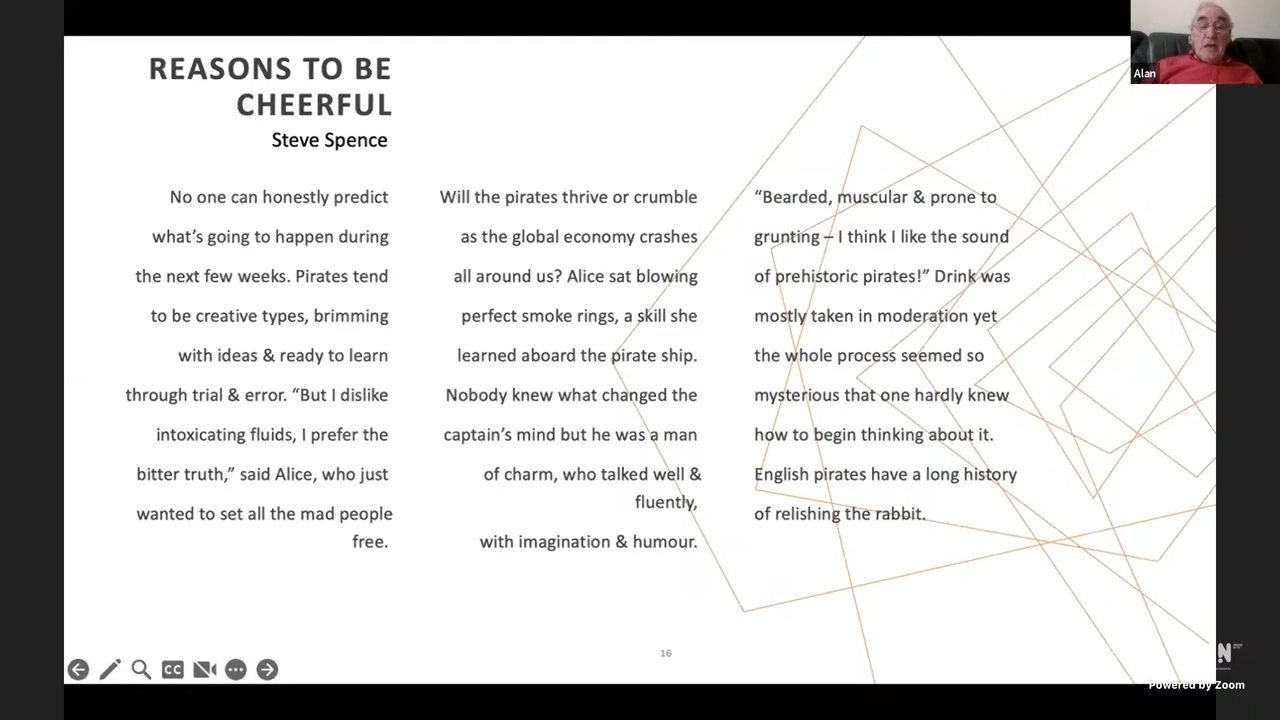 REASONS TO BE
CHEERFUL
Steve Spence
No one can honestly predict
what's going to happen during
the next few weeks. Pirates tend
to be creative types, brimming
with ideas & ready to learn
through trial & error. “But I dislike
intoxicating fluids, I prefer the
bitter truth,” said Alice, who just
wanted to set all the mad people
free.
Will the pirates thrive or crumble
as the global economy crashes
all around us? Alice sat blowing
perfect smoke rings, a skill she
learned aboard the pirate ship.
Nobody knew what changed the
captain's mind but he was a man
of charm, who talked well &
fluently,
with imagination & humour.
“Bearded, muscular & prone to
grunting – I think I like the sound
of prehistoric pirates!” Drink was
mostly taken in moderation yet
the whole process seemed so
mysterious that one hardly knew
how to begin thinking about it.
English pirates have a long history
of relishing the rabbit.
16
CC
Alan
N
Powered by Zoom